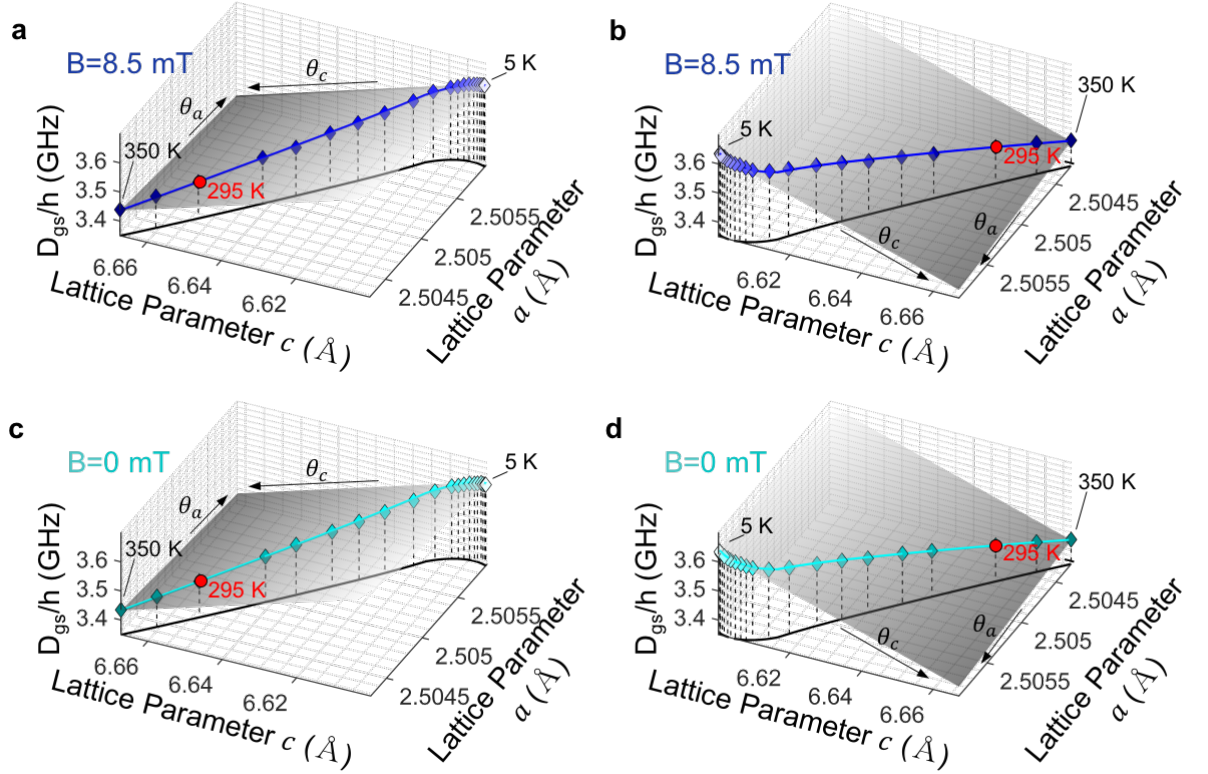 a
B=8.5 mT
θc
θa
5 K
350 K
295 K
Dgs/h (GHz)
3.6
3.5
3.4
6.66
6.64
6.62
Lattice Parameter c (Å)
2.5055
2.505
2.5045
Lattice Parameter
a (Å)
b
B=8.5 mT
350 K
5 K
295 K
θc
θa
Dgs/h (GHz)
3.6
3.5
3.4
6.62
6.64
6.66
Lattice Parameter c (Å)
2.5045
2.505
2.5055
Lattice Parameter
a (Å)
c
B=0 mT
θc
θa
5 K
350 K
295 K
Dgs/h (GHz)
3.6
3.5
3.4
6.66
6.64
6.62
Lattice Parameter c (Å)
2.5055
2.505
2.5045
Lattice Parameter
a (Å)
d
B=0 mT
350 K
5 K
295 K
θc
θa
Dgs/h (GHz)
3.6
3.5
3.4
6.62
6.64
6.66
Lattice Parameter c (Å)
2.5045
2.505
2.5055
Lattice Parameter
a (Å)